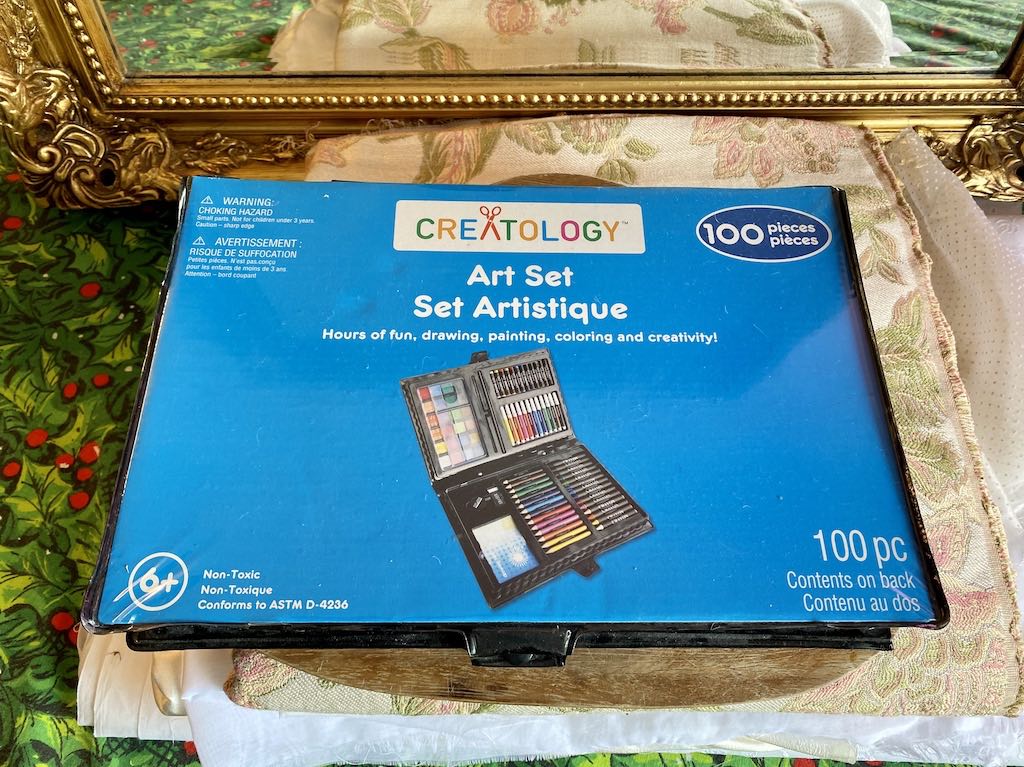 ⚠ WARNING:
CHOKING HAZARD
Small parts. Not for children under 3 years.
Caution – sharp edge
⚠ AVERTISSEMENT :
RISQUE DE SUFFOCATION
Petites pièces. N'est pas conçu
pour les enfants de moins de 3 ans
Attention – bord coupant
CREATOLOGY™
100 pieces
pièces
Art Set
Set Artistique
Hours of fun, drawing, painting, coloring and creativity!
6+
Non-Toxic
Non-Toxique
Conforms to ASTM D-4236
100 pc
Contents on back
Contenu au dos